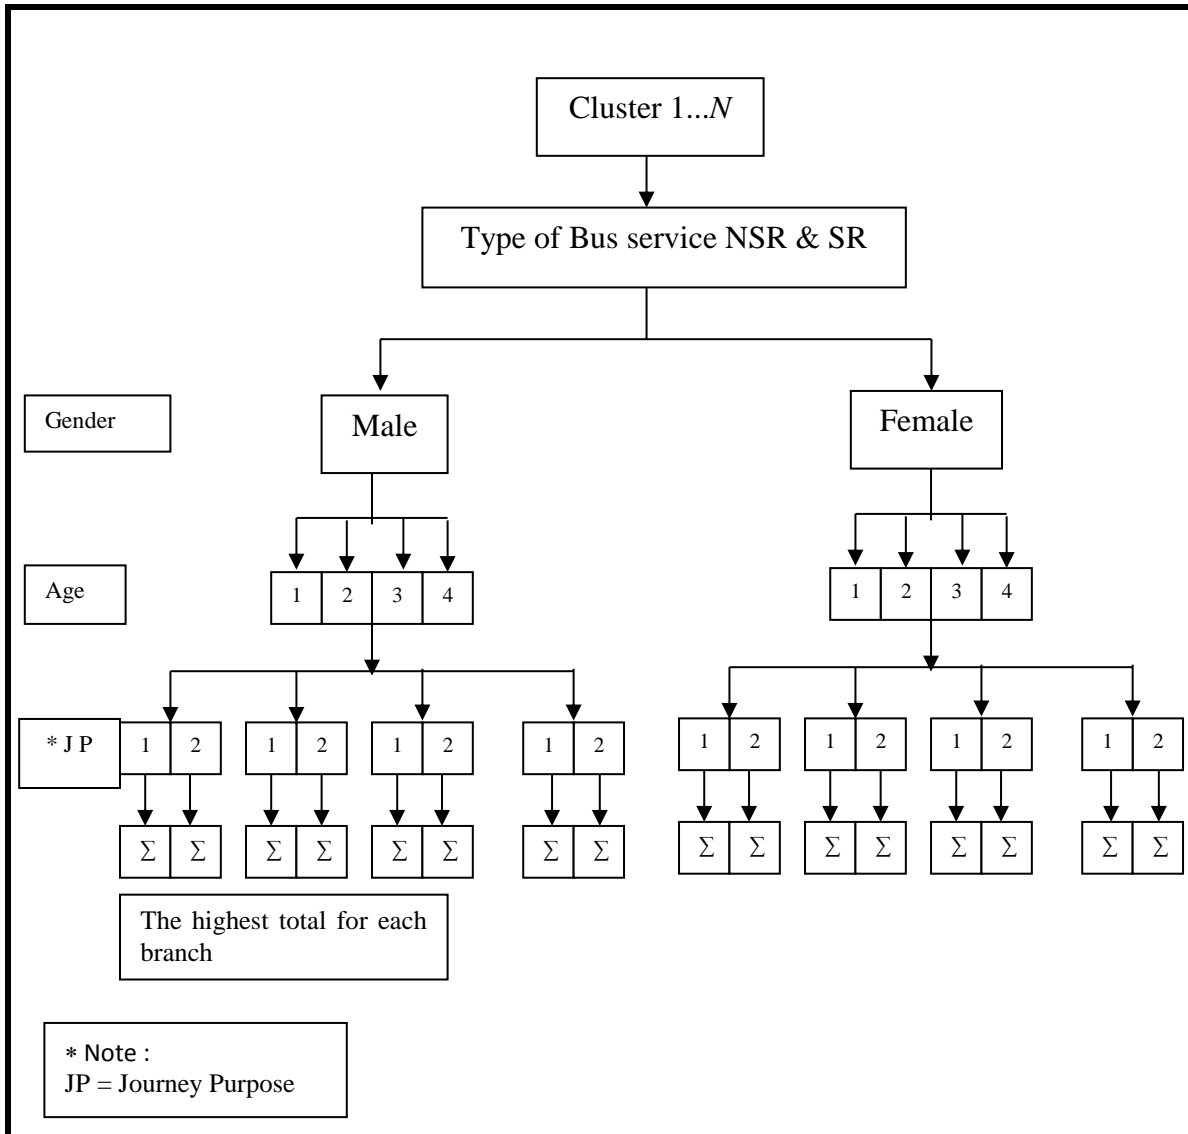 Cluster 1...N
Type of Bus service NSR & SR
Gender
Male
Female
Age
1 2 3 4
1 2 3 4
* J P
1 2 1 2 1 2 1 2
1 2 1 2 1 2 1 2
Σ Σ Σ Σ Σ Σ Σ Σ
Σ Σ Σ Σ Σ Σ Σ Σ
The highest total for each
branch
* Note :
JP = Journey Purpose